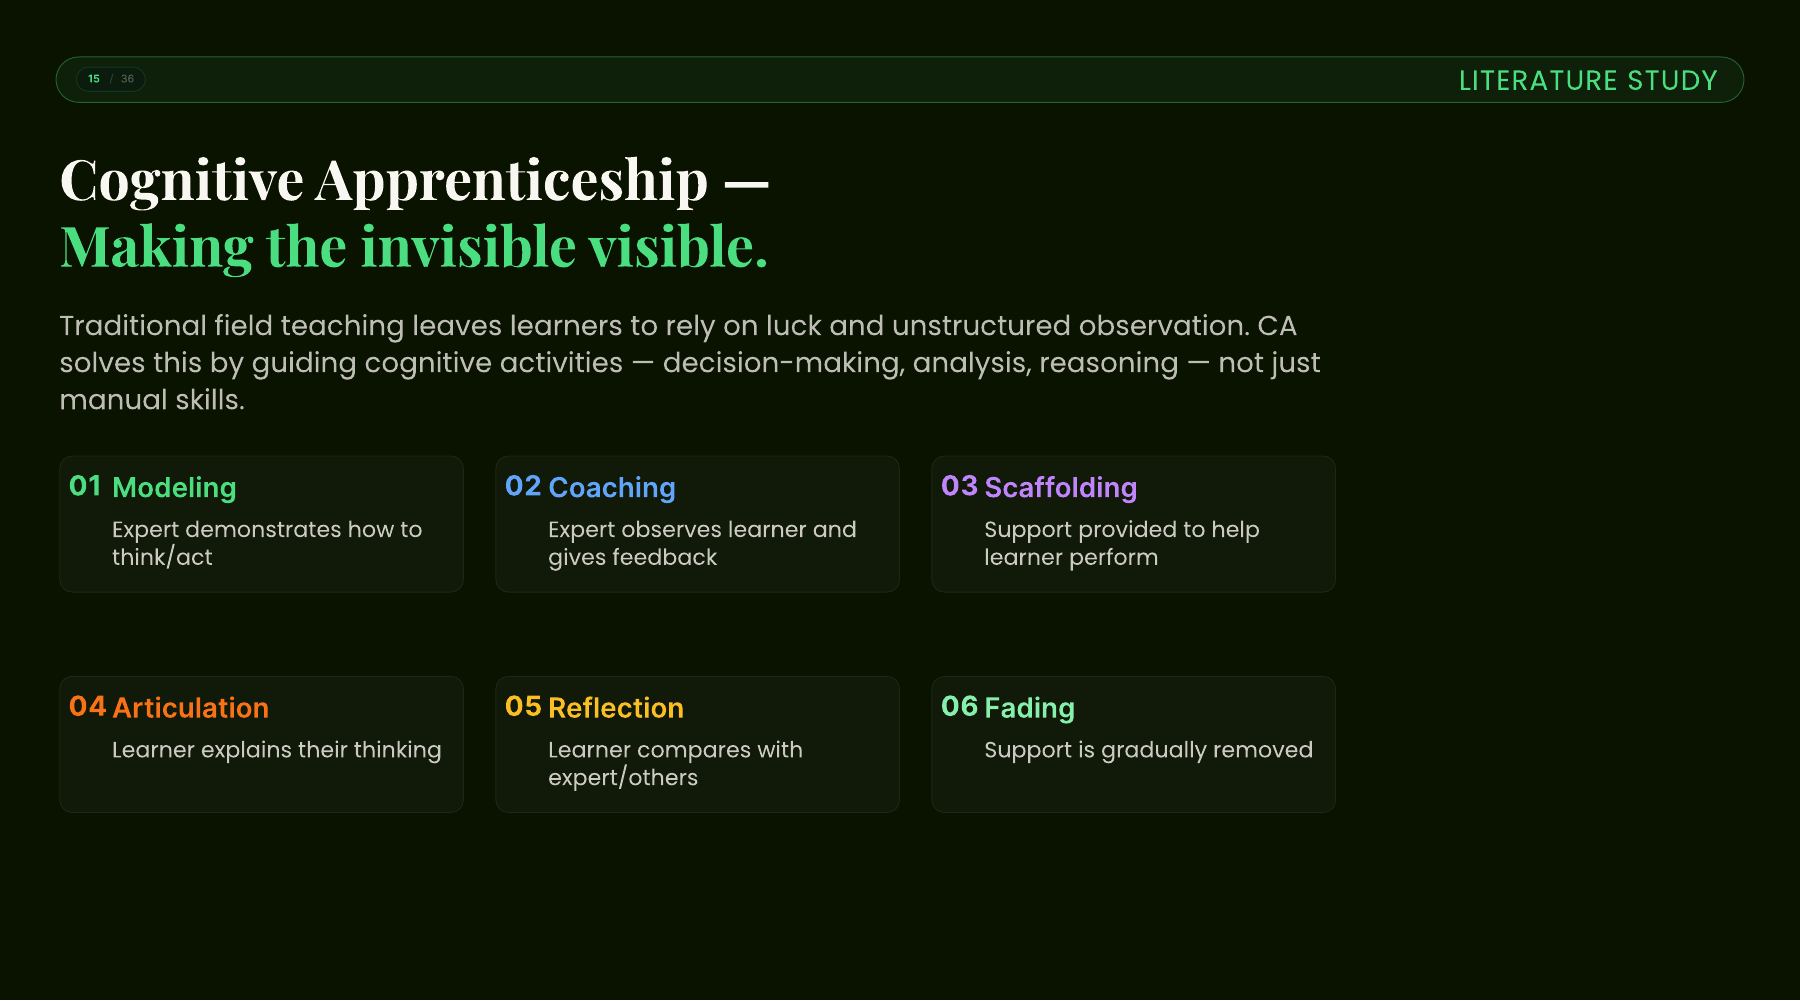 15 / 36
LITERATURE STUDY
Cognitive Apprenticeship —
Making the invisible visible.
Traditional field teaching leaves learners to rely on luck and unstructured observation. CA
solves this by guiding cognitive activities — decision-making, analysis, reasoning — not just
manual skills.
01 Modeling
Expert demonstrates how to
think/act
02 Coaching
Expert observes learner and
gives feedback
03 Scaffolding
Support provided to help
learner perform
04 Articulation
Learner explains their thinking
05 Reflection
Learner compares with
expert/others
06 Fading
Support is gradually removed